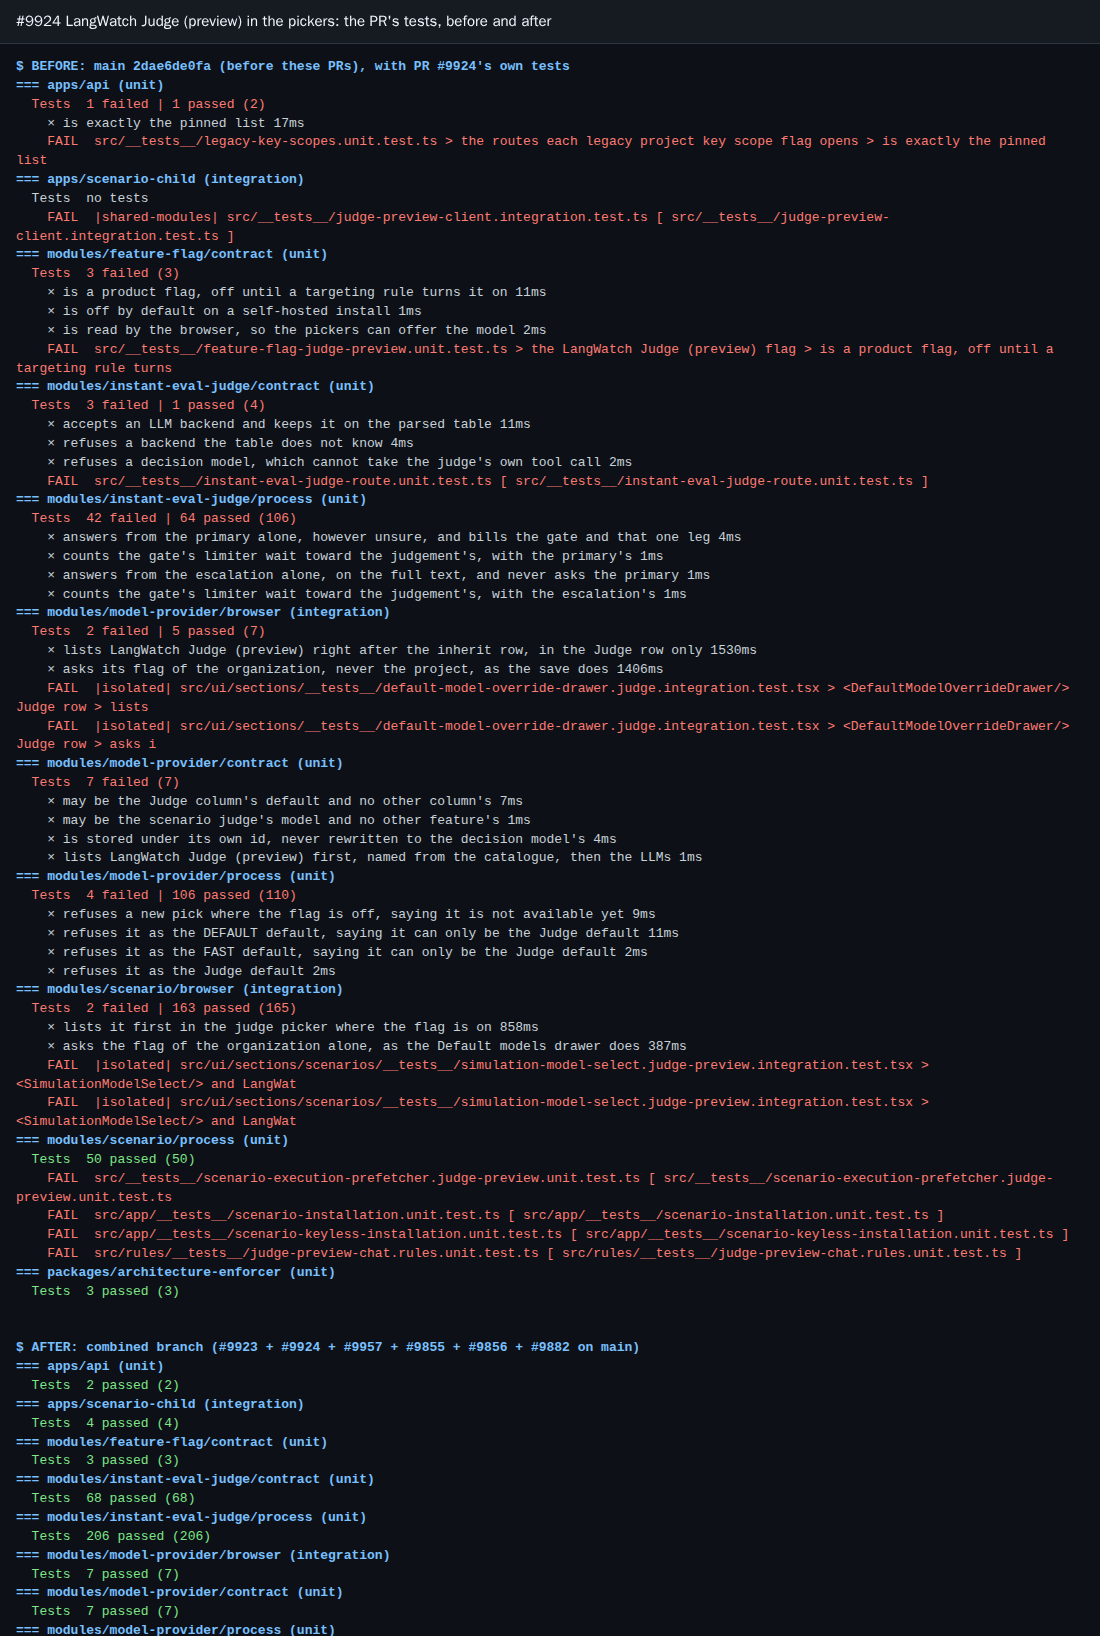 #9924 LangWatch Judge (preview) in the pickers: the PR's tests, before and after
$ BEFORE: main 2dae6de0fa (before these PRs), with PR #9924's own tests
=== apps/api (unit)
Tests  1 failed | 1 passed (2)
× is exactly the pinned list 17ms
FAIL  src/__tests__/legacy-key-scopes.unit.test.ts > the routes each legacy project key scope flag opens > is exactly the pinned
list
=== apps/scenario-child (integration)
Tests  no tests
FAIL  |shared-modules| src/__tests__/judge-preview-client.integration.test.ts [ src/__tests__/judge-preview-
client.integration.test.ts ]
=== modules/feature-flag/contract (unit)
Tests  3 failed (3)
× is a product flag, off until a targeting rule turns it on 11ms
× is off by default on a self-hosted install 1ms
× is read by the browser, so the pickers can offer the model 2ms
FAIL  src/__tests__/feature-flag-judge-preview.unit.test.ts > the LangWatch Judge (preview) flag > is a product flag, off until a
targeting rule turns
=== modules/instant-eval-judge/contract (unit)
Tests  3 failed | 1 passed (4)
× accepts an LLM backend and keeps it on the parsed table 11ms
× refuses a backend the table does not know 4ms
× refuses a decision model, which cannot take the judge's own tool call 2ms
FAIL  src/__tests__/instant-eval-judge-route.unit.test.ts [ src/__tests__/instant-eval-judge-route.unit.test.ts ]
=== modules/instant-eval-judge/process (unit)
Tests  42 failed | 64 passed (106)
× answers from the primary alone, however unsure, and bills the gate and that one leg 4ms
× counts the gate's limiter wait toward the judgement's, with the primary's 1ms
× answers from the escalation alone, on the full text, and never asks the primary 1ms
× counts the gate's limiter wait toward the judgement's, with the escalation's 1ms
=== modules/model-provider/browser (integration)
Tests  2 failed | 5 passed (7)
× lists LangWatch Judge (preview) right after the inherit row, in the Judge row only 1530ms
× asks its flag of the organization, never the project, as the save does 1406ms
FAIL  |isolated| src/ui/sections/__tests__/default-model-override-drawer.judge.integration.test.tsx > <DefaultModelOverrideDrawer/>
Judge row > lists
FAIL  |isolated| src/ui/sections/__tests__/default-model-override-drawer.judge.integration.test.tsx > <DefaultModelOverrideDrawer/>
Judge row > asks i
=== modules/model-provider/contract (unit)
Tests  7 failed (7)
× may be the Judge column's default and no other column's 7ms
× may be the scenario judge's model and no other feature's 1ms
× is stored under its own id, never rewritten to the decision model's 4ms
× lists LangWatch Judge (preview) first, named from the catalogue, then the LLMs 1ms
=== modules/model-provider/process (unit)
Tests  4 failed | 106 passed (110)
× refuses a new pick where the flag is off, saying it is not available yet 9ms
× refuses it as the DEFAULT default, saying it can only be the Judge default 11ms
× refuses it as the FAST default, saying it can only be the Judge default 2ms
× refuses it as the Judge default 2ms
=== modules/scenario/browser (integration)
Tests  2 failed | 163 passed (165)
× lists it first in the judge picker where the flag is on 858ms
× asks the flag of the organization alone, as the Default models drawer does 387ms
FAIL  |isolated| src/ui/sections/scenarios/__tests__/simulation-model-select.judge-preview.integration.test.tsx >
<SimulationModelSelect/> and LangWat
FAIL  |isolated| src/ui/sections/scenarios/__tests__/simulation-model-select.judge-preview.integration.test.tsx >
<SimulationModelSelect/> and LangWat
=== modules/scenario/process (unit)
Tests  50 passed (50)
FAIL  src/__tests__/scenario-execution-prefetcher.judge-preview.unit.test.ts [ src/__tests__/scenario-execution-prefetcher.judge-
preview.unit.test.ts
FAIL  src/app/__tests__/scenario-installation.unit.test.ts [ src/app/__tests__/scenario-installation.unit.test.ts ]
FAIL  src/app/__tests__/scenario-keyless-installation.unit.test.ts [ src/app/__tests__/scenario-keyless-installation.unit.test.ts ]
FAIL  src/rules/__tests__/judge-preview-chat.rules.unit.test.ts [ src/rules/__tests__/judge-preview-chat.rules.unit.test.ts ]
=== packages/architecture-enforcer (unit)
Tests  3 passed (3)
$ AFTER: combined branch (#9923 + #9924 + #9957 + #9855 + #9856 + #9882 on main)
=== apps/api (unit)
Tests  2 passed (2)
=== apps/scenario-child (integration)
Tests  4 passed (4)
=== modules/feature-flag/contract (unit)
Tests  3 passed (3)
=== modules/instant-eval-judge/contract (unit)
Tests  68 passed (68)
=== modules/instant-eval-judge/process (unit)
Tests  206 passed (206)
=== modules/model-provider/browser (integration)
Tests  7 passed (7)
=== modules/model-provider/contract (unit)
Tests  7 passed (7)
=== modules/model-provider/process (unit)